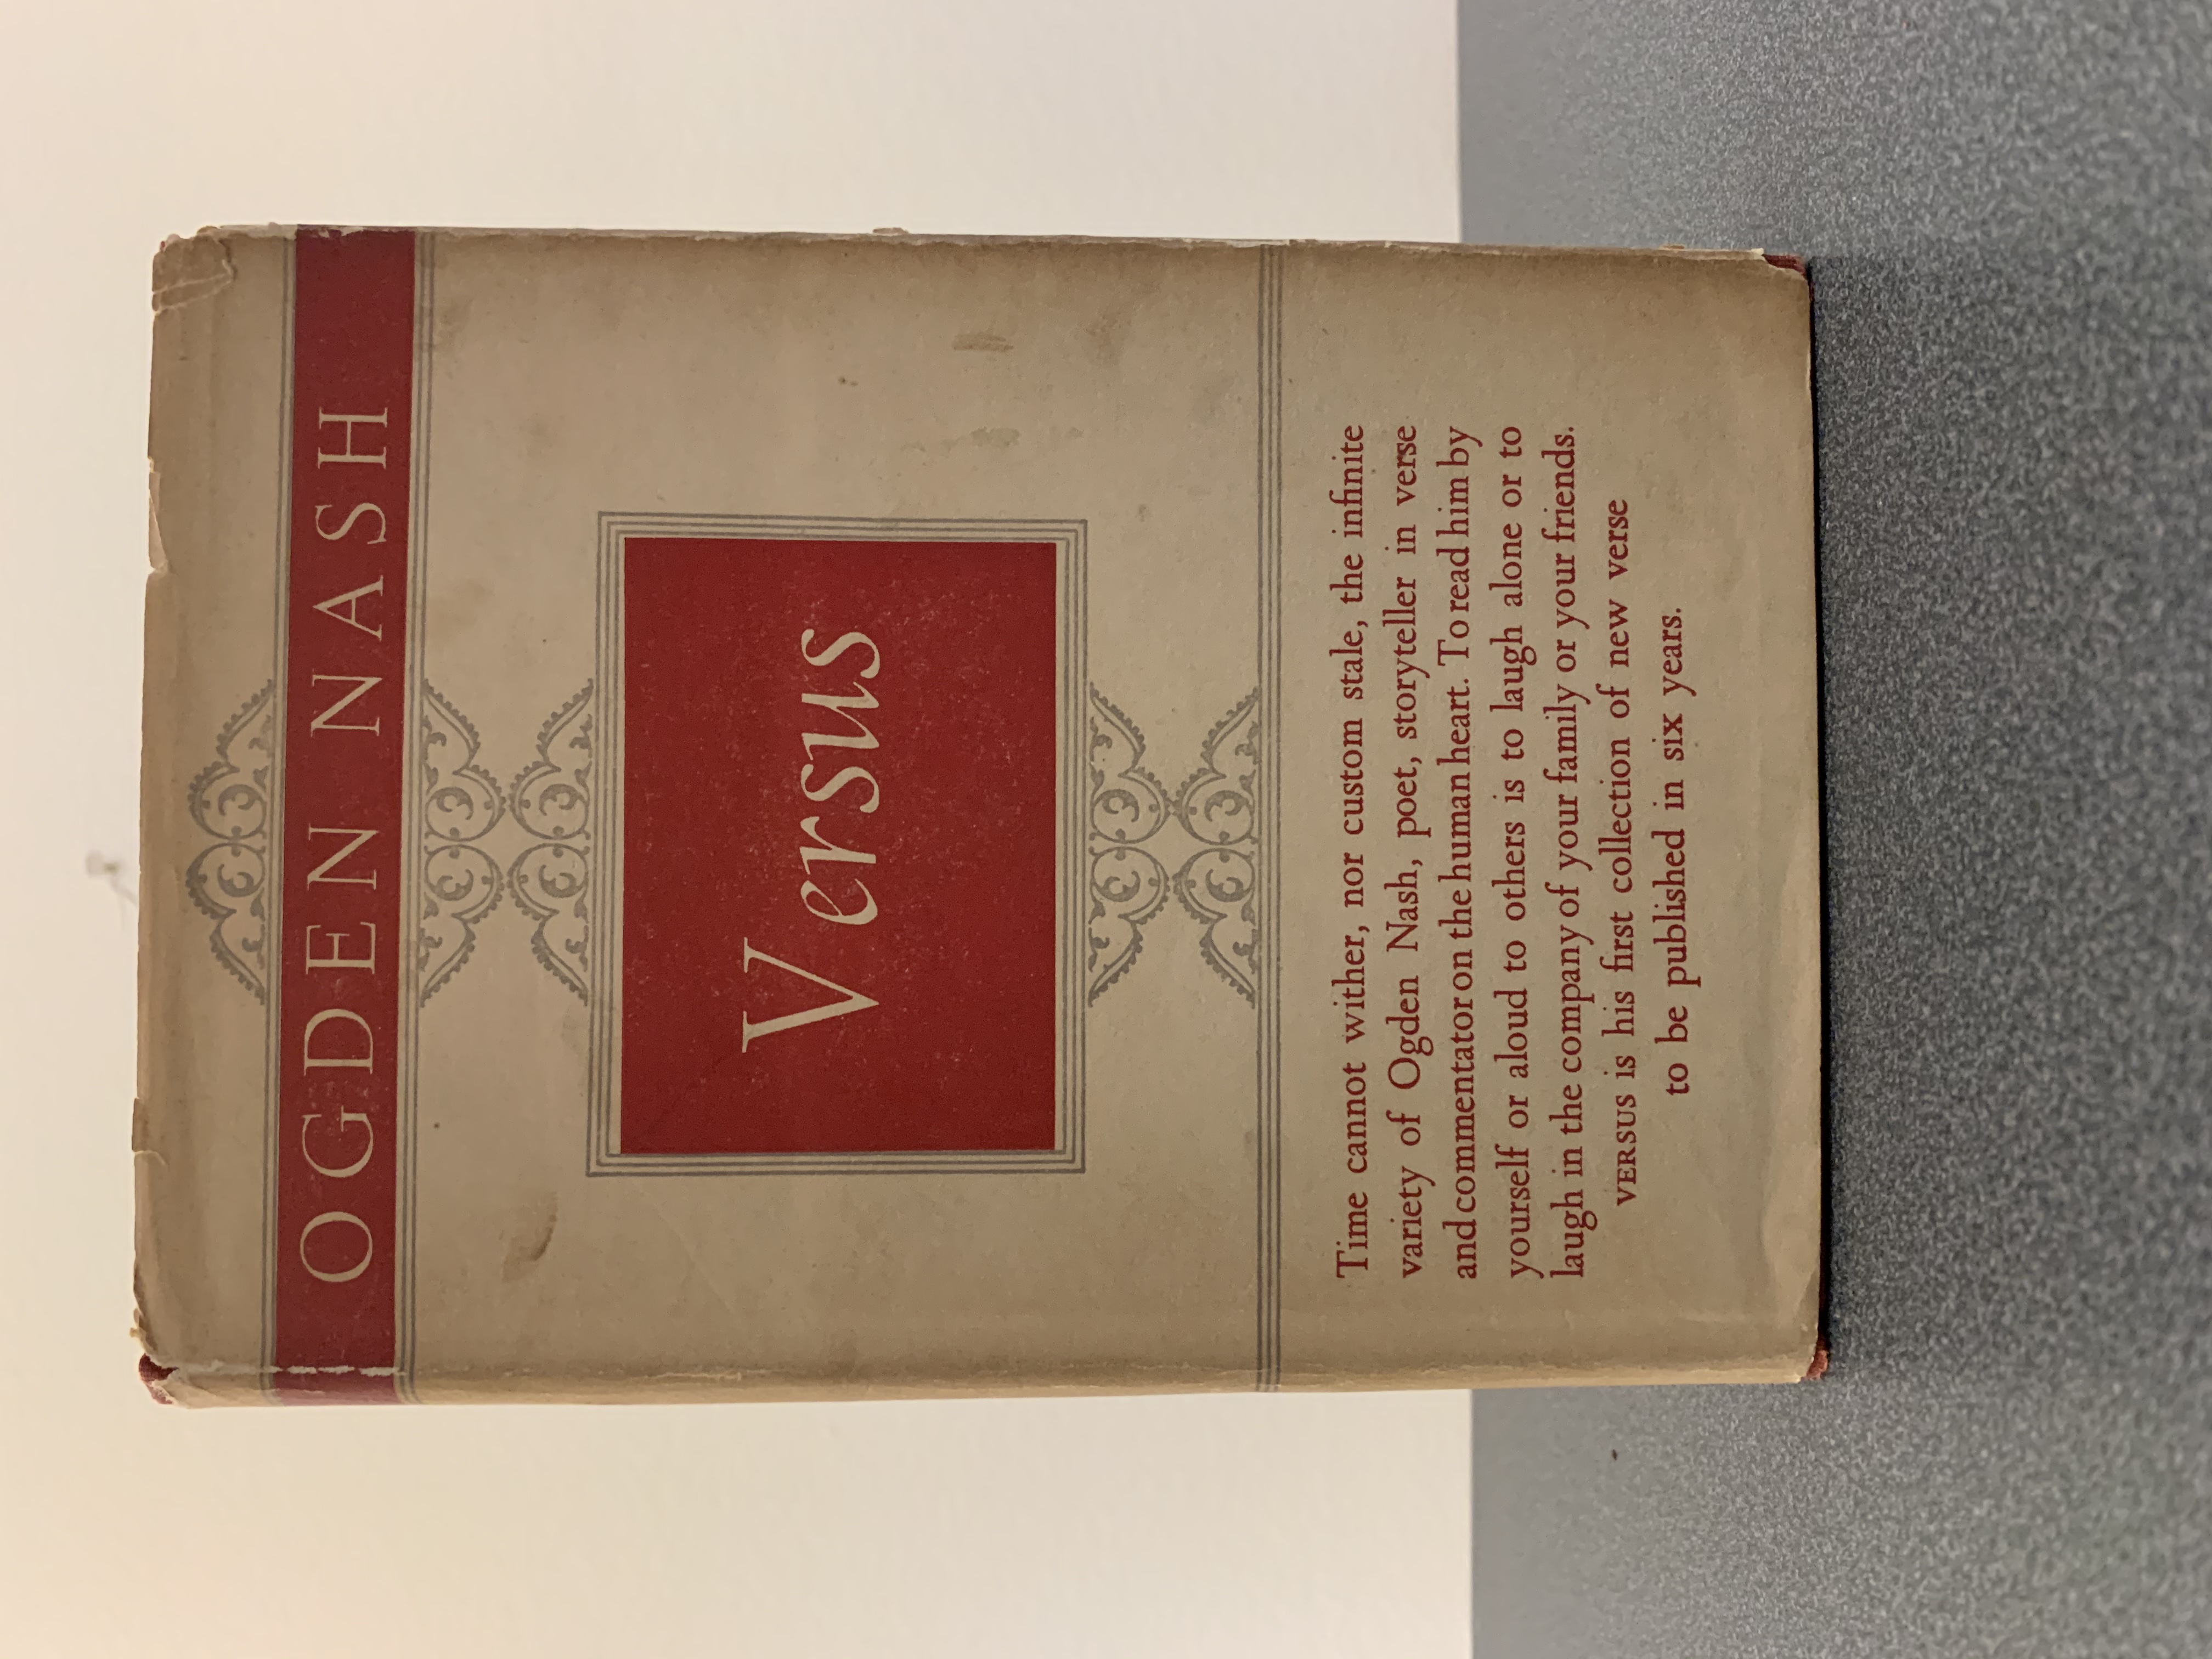 OGDEN NASH
Versus
Time cannot wither, nor custom stale, the infinite
variety of Ogden Nash, poet, storyteller in verse
and commentator on the human heart. To read him by
yourself or aloud to others is to laugh alone or to
laugh in the company of your family or your friends.
VERSUS is his first collection of new verse
to be published in six years.